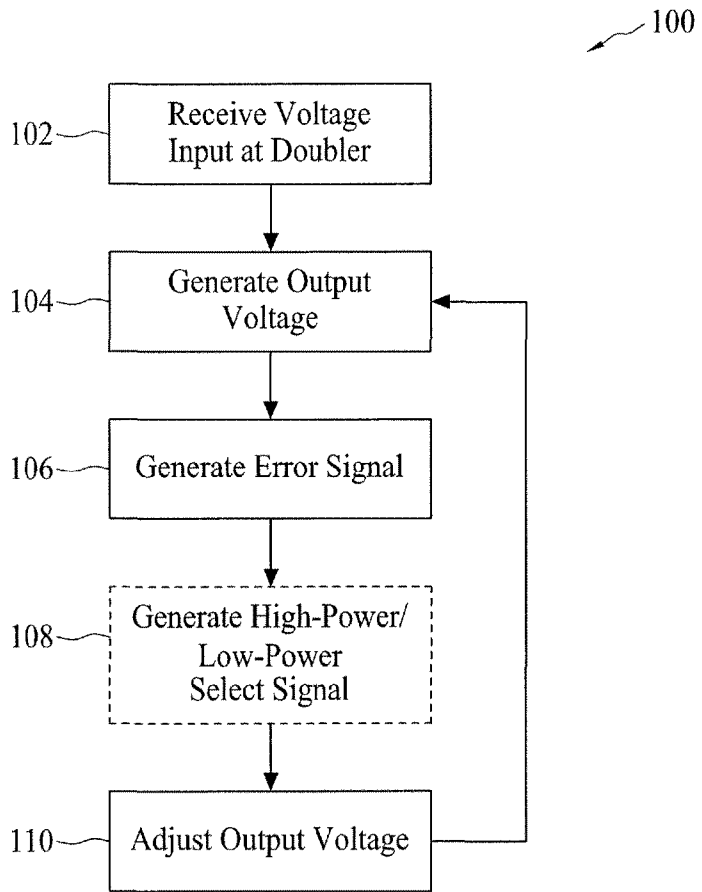 100
102
Receive Voltage
Input at Doubler
104
Generate Output
Voltage
106
Generate Error Signal
108
Generate High-Power/
Low-Power
Select Signal
110
Adjust Output Voltage